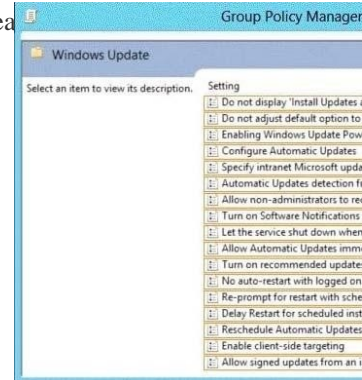 Group Policy Manager
Windows Update
Select an item to view its description.
Setting
Do not display 'Install Updates
Do not adjust default option to
Enabling Windows Update Pow
Configure Automatic Updates
Specify intranet Microsoft upda
Automatic Updates detection fr
Allow non-administrators to rec
Turn on Software Notifications
Let the service shut down when
Allow Automatic Updates imme
Turn on recommended updates
No auto-restart with logged on
Re-prompt for restart with sche
Delay Restart for scheduled inst
Reschedule Automatic Updates
Enable client-side targeting
Allow signed updates from an i